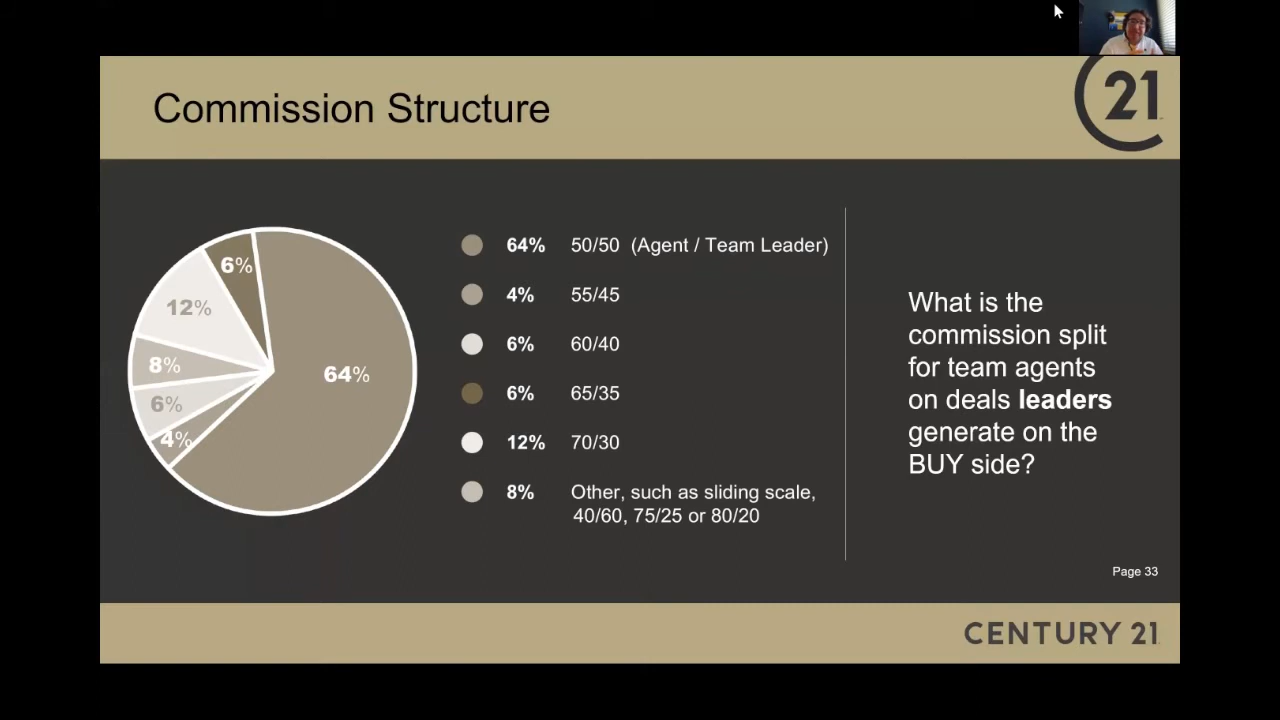 Commission Structure
21
6%
12%
8%
6%
4%
64%
64% 50/50 (Agent / Team Leader)
4% 55/45
6% 60/40
6% 65/35
12% 70/30
8% Other, such as sliding scale,
40/60, 75/25 or 80/20
What is the
commission split
for team agents
on deals leaders
generate on the
BUY side?
Page 33
CENTURY 21